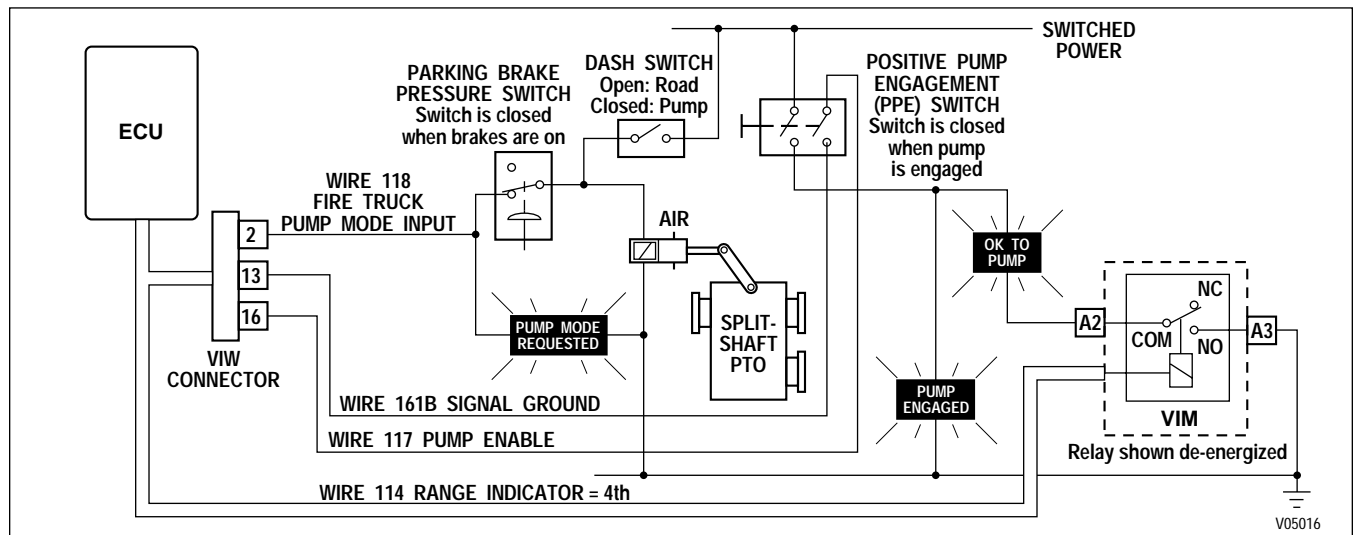 SWITCHED
POWER
DASH SWITCH
Open: Road
Closed: Pump
PARKING BRAKE
PRESSURE SWITCH
Switch is closed
when brakes are on
POSITIVE PUMP
ENGAGEMENT
(PPE) SWITCH
Switch is closed
when pump
is engaged
ECU
WIRE 118
FIRE TRUCK
PUMP MODE INPUT
2
13
16
VIW
CONNECTOR
AIR
PUMP MODE
REQUESTED
SPLIT-
SHAFT
PTO
OK TO
PUMP
PUMP
ENGAGED
A2
NC
COM
NO
A3
VIM
Relay shown de-energized
WIRE 161B SIGNAL GROUND
WIRE 117 PUMP ENABLE
WIRE 114 RANGE INDICATOR = 4th
V05016